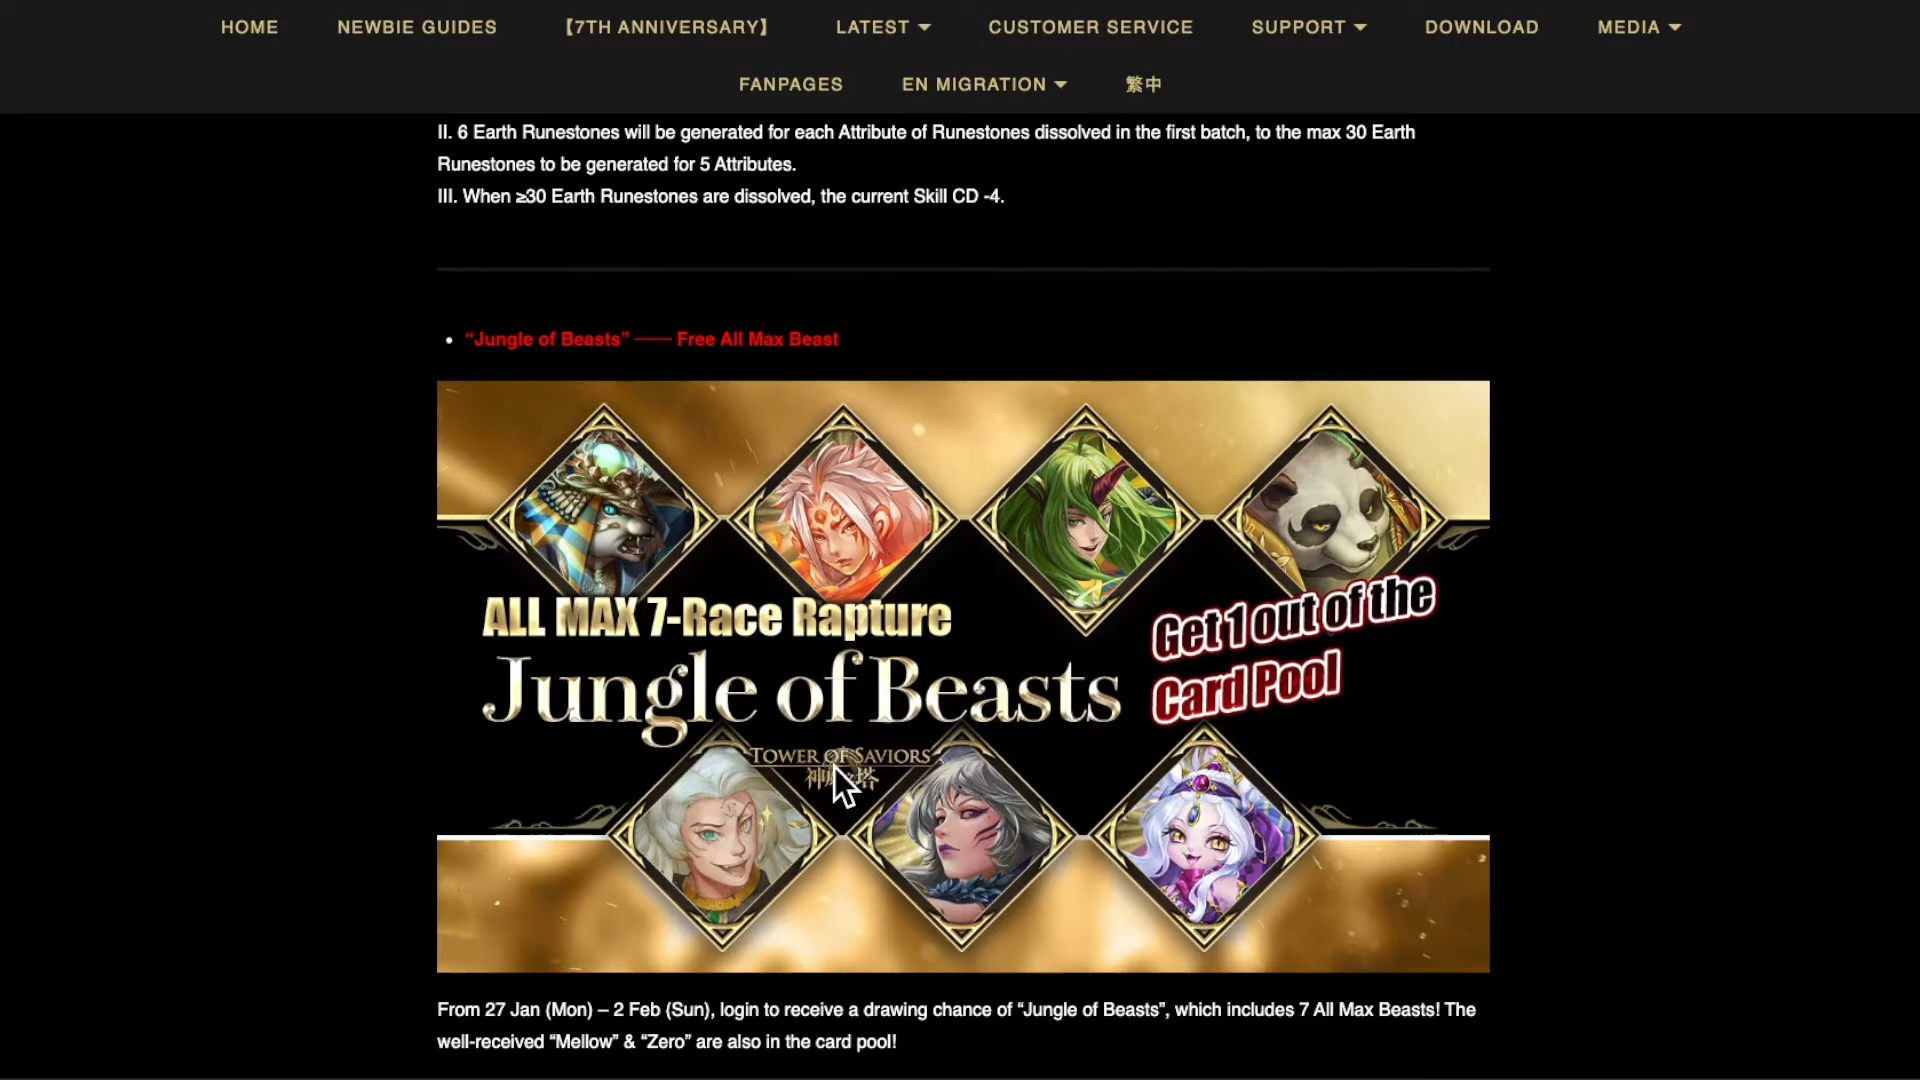 HOME NEWBIE GUIDES 【7TH ANNIVERSARY】 LATEST CUSTOMER SERVICE SUPPORT DOWNLOAD MEDIA
FANPAGES EN MIGRATION 繁中
II. 6 Earth Runestones will be generated for each Attribute of Runestones dissolved in the first batch, to the max 30 Earth
Runestones to be generated for 5 Attributes.
III. When ≥30 Earth Runestones are dissolved, the current Skill CD -4.
“Jungle of Beasts” —— Free All Max Beast
ALL MAX 7-Race Rapture
Jungle of Beasts
Get 1 out of the
Card Pool
TOWER OF SAVIORS
From 27 Jan (Mon) – 2 Feb (Sun), login to receive a drawing chance of “Jungle of Beasts”, which includes 7 All Max Beasts! The
well-received “Mellow” & “Zero” are also in the card pool!